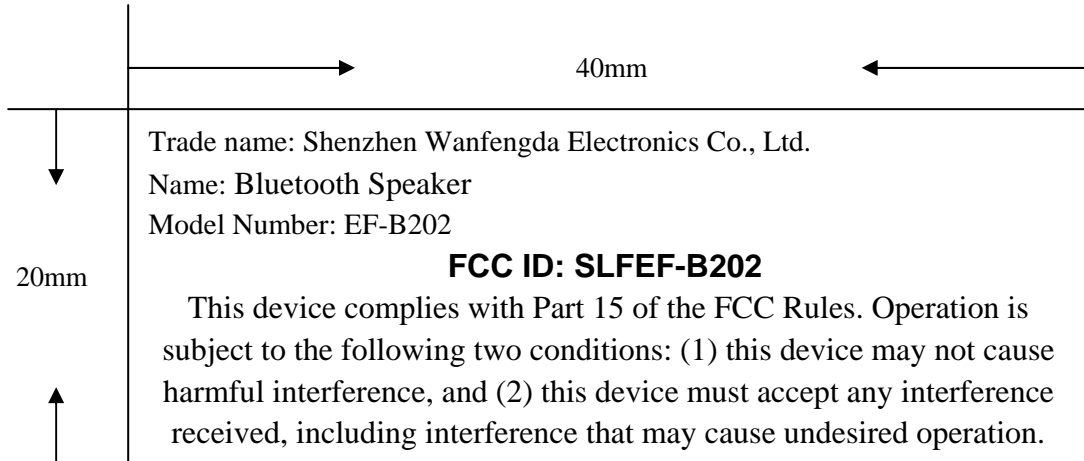 40mm
Trade name: Shenzhen Wanfengda Electronics Co., Ltd.
Name: Bluetooth Speaker
Model Number: EF-B202
20mm
FCC ID: SLFEF-B202
This device complies with Part 15 of the FCC Rules. Operation is
subject to the following two conditions: (1) this device may not cause
harmful interference, and (2) this device must accept any interference
received, including interference that may cause undesired operation.